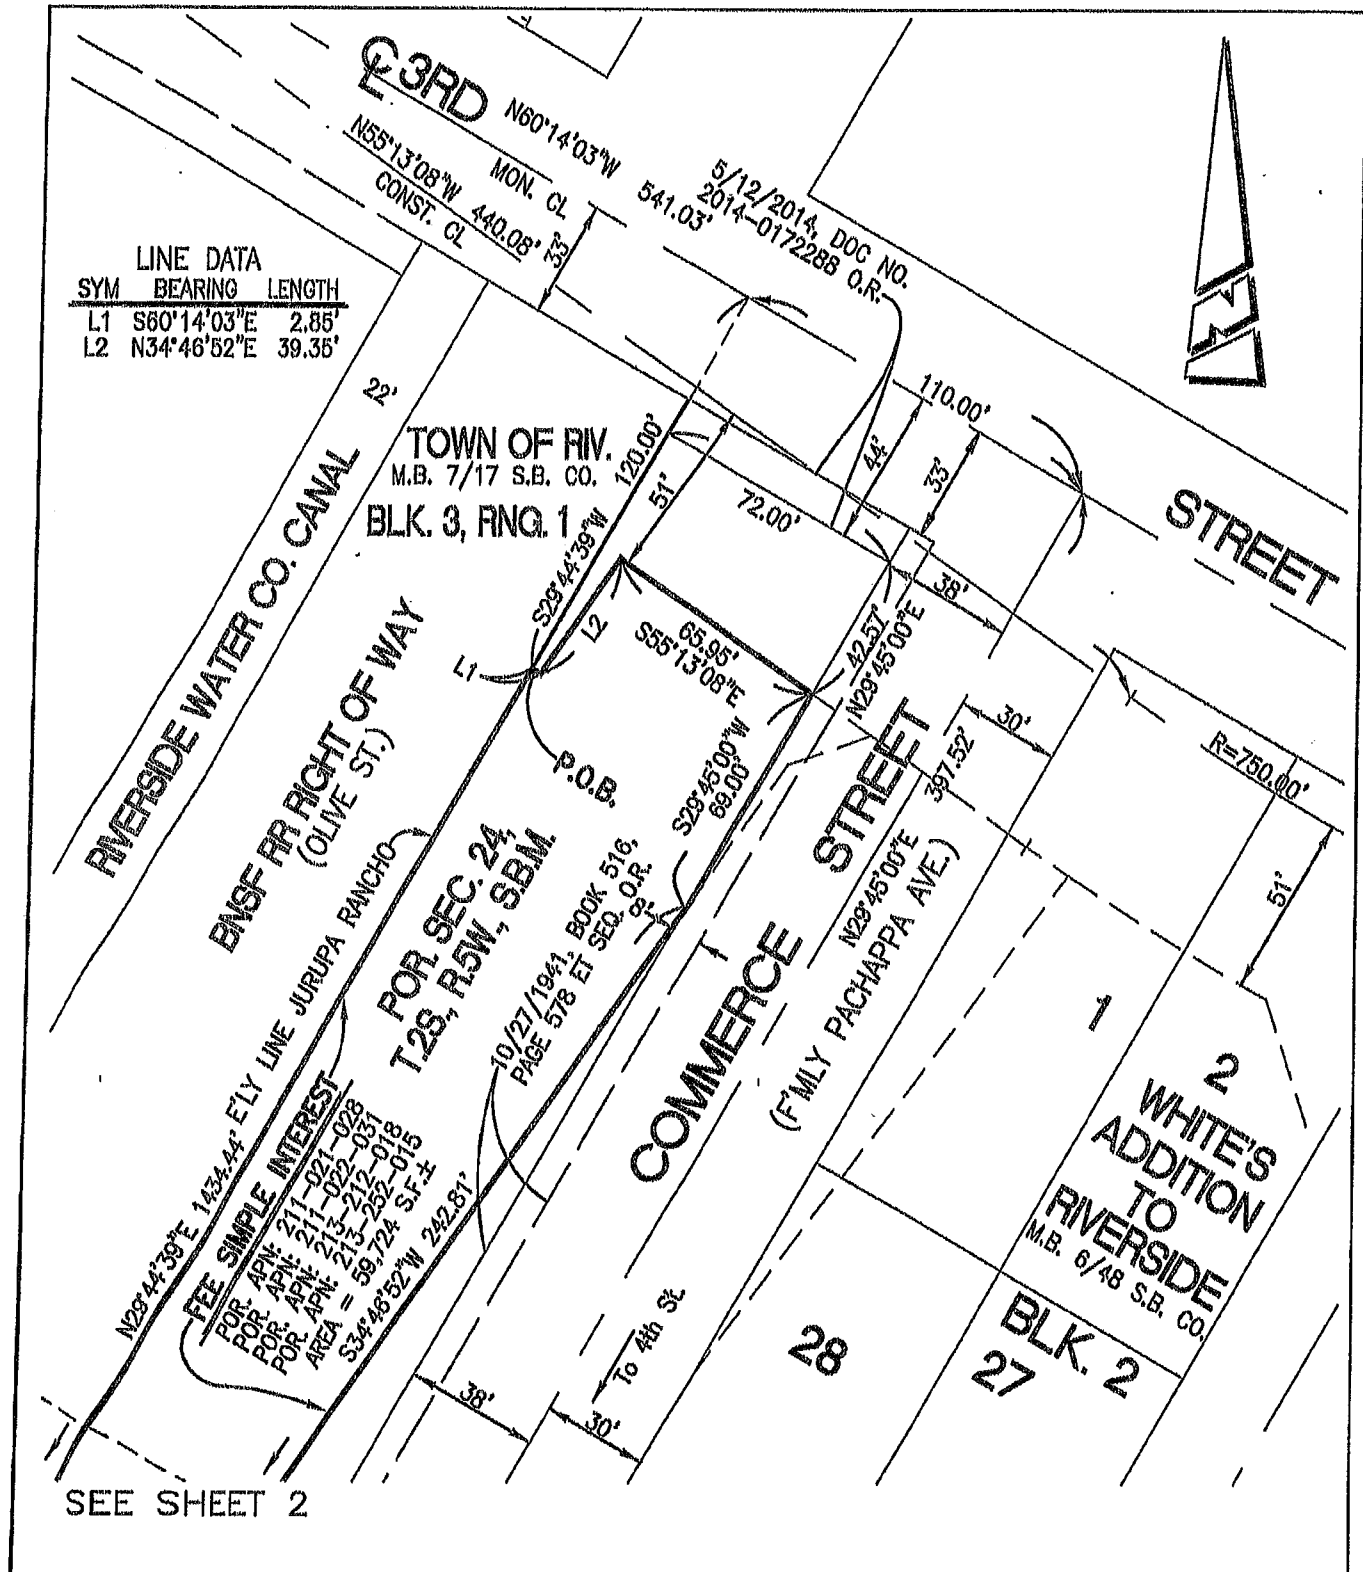 CL 3RD
N60°14'03"W 541.03'
MON. CL
N55°13'08"W 440.08'
CONST. CL
33'
5/12/2014, DOC NO.
2014-0172288 O.R.
LINE DATA
SYM BEARING LENGTH
L1 S60°14'03"E 2.85'
L2 N34°46'52"E 39.35'
N
22'
TOWN OF RIV.
M.B. 7/17 S.B. CO.
BLK. 3, RNG. 1
S29°44'39"W 120.00'
51'
72.00'
44'
110.00'
33'
STREET
38'
RIVERSIDE WATER CO. CANAL
BNSF RR RIGHT OF WAY
(OLIVE ST.)
L1
L2
P.O.B.
65.95'
S55°13'08"E
42.57'
N29°45'00"E
S29°45'00"W
69.00'
30'
397.52'
N29°45'00"E
R=750.00'
51'
COMMERCE STREET
(F'MLY PACHAPPA AVE.)
POR. SEC. 24,
T.2S., R.5W., S.B.M.
10/27/1941, BOOK 516,
PAGE 578 ET SEQ. O.R.
8'
N29°44'39"E 1434.44' E'LY LINE JURUPA RANCHO
FEE SIMPLE INTEREST
POR. APN: 211-021-028
POR. APN: 211-022-031
POR. APN: 213-212-018
POR. APN: 213-252-015
AREA = 59,724 S.F.±
S34°46'52"W 242.81'
1
2
WHITE'S
ADDITION
TO
RIVERSIDE
M.B. 6/48 S.B. CO.
BLK. 2
28
27
To 4th St.
38'
30'
SEE SHEET 2